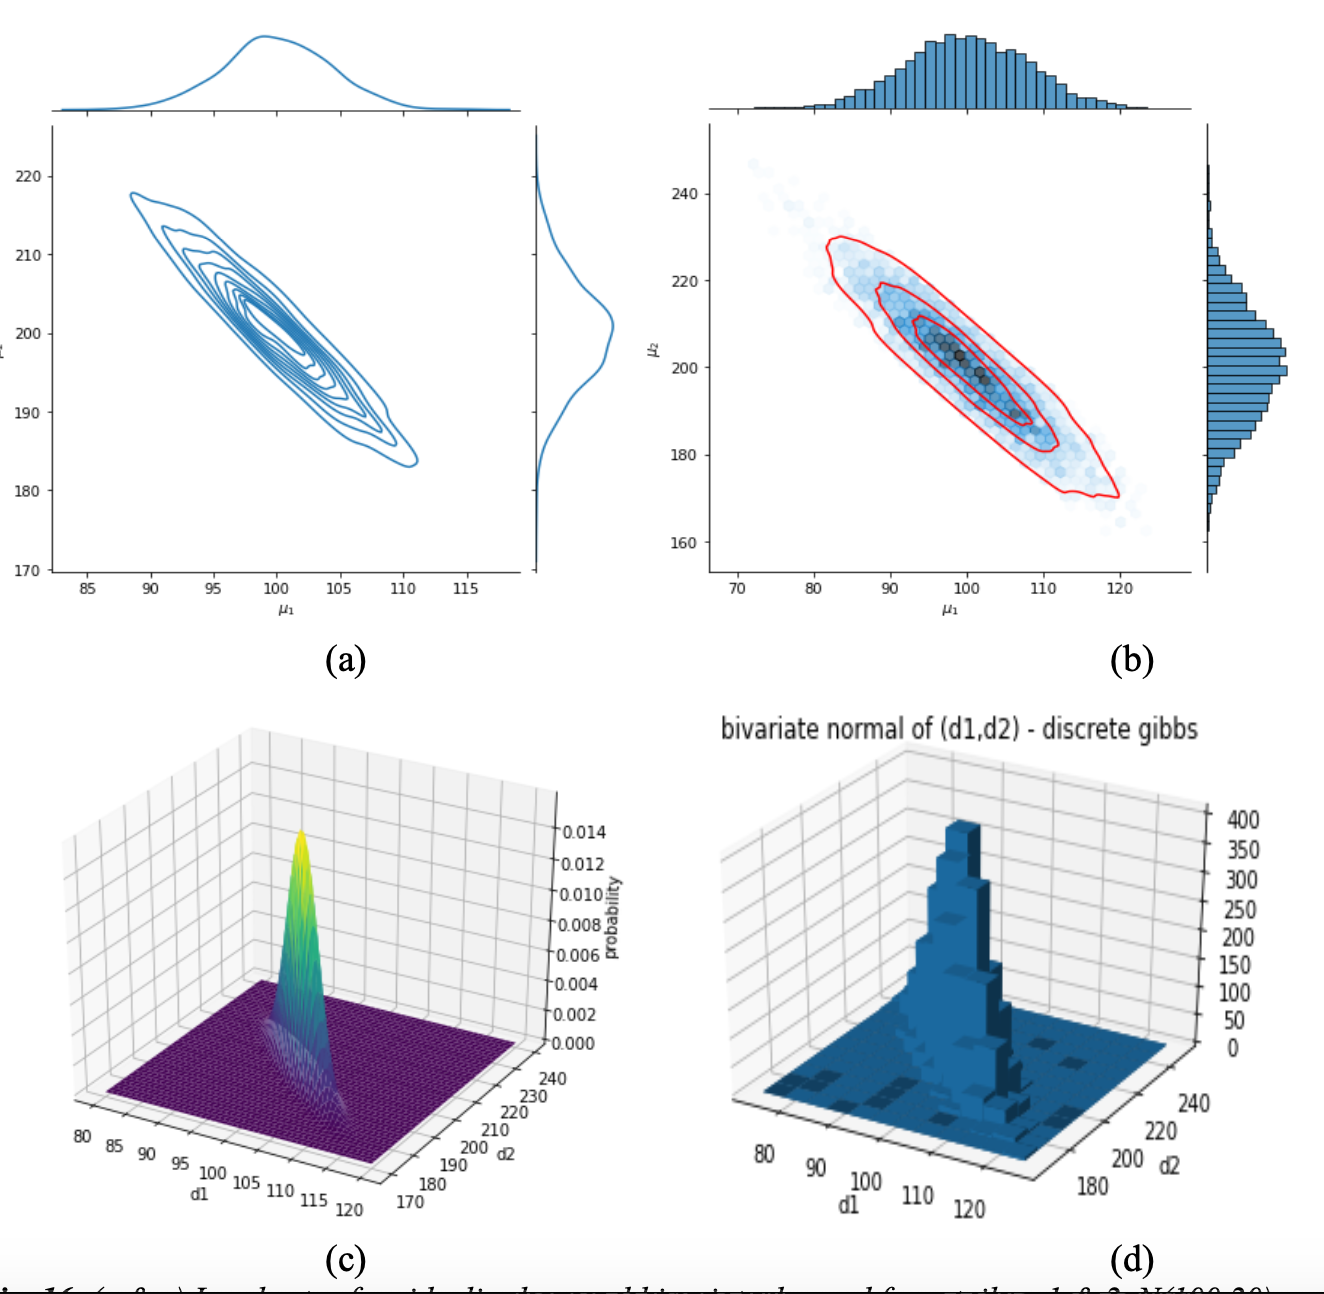 220
210
200
190
180
170
85 90 95 100 105 110 115
μ₁
(a)
240
220
200
180
160
μ₂
70 80 90 100 110 120
μ₁
(b)
0.014
0.012
0.010
0.008
0.006
0.004
0.002
0.000
probability
80 85 90 95 100 105 110 115 120
d1
170 180 190 200 210 220 230 240
d2
(c)
bivariate normal of (d1,d2) - discrete gibbs
400
350
300
250
200
150
100
50
0
80 90 100 110 120
d1
180 200 220 240
d2
(d)